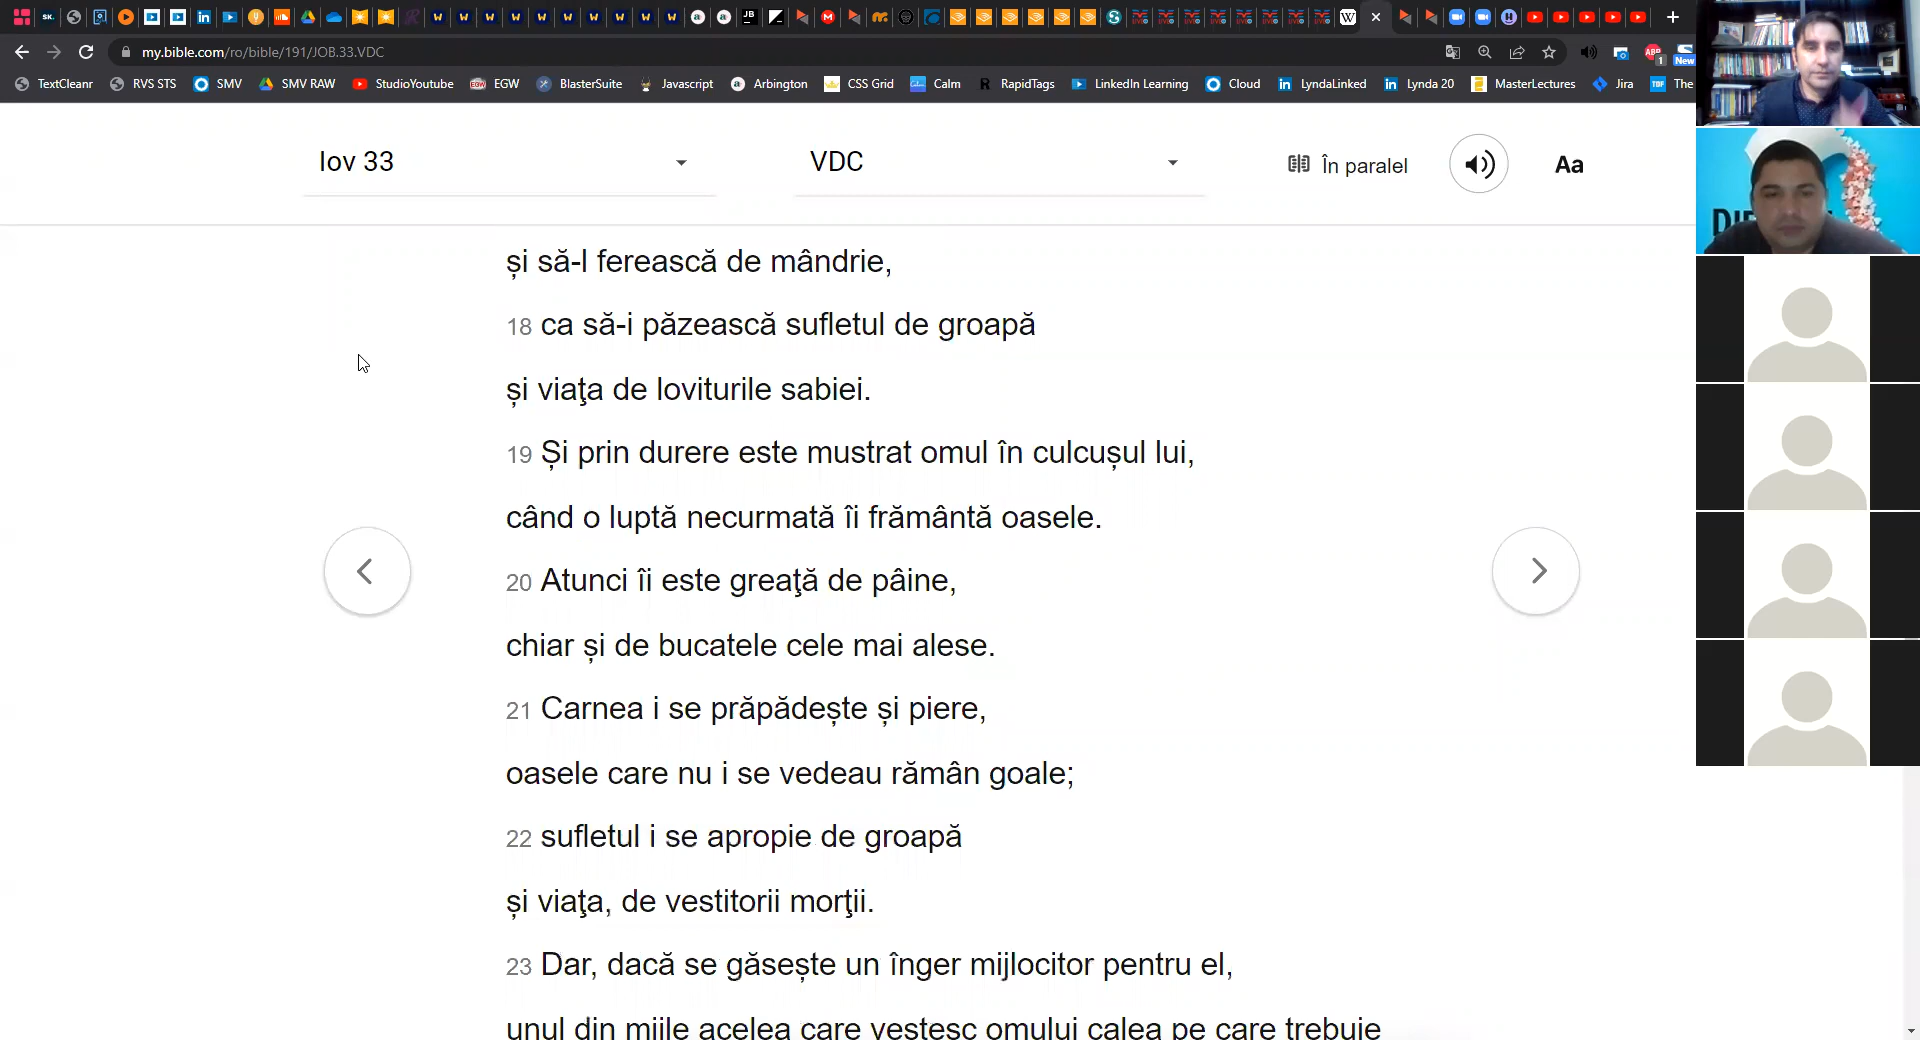 my.bible.com/ro/bible/191/JOB.33.VDC
New
TextCleanr RVS STS SMV SMV RAW StudioYoutube EGW BlasterSuite Javascript Arbington CSS Grid Calm RapidTags LinkedIn Learning Cloud LyndaLinked Lynda 20 MasterLectures Jira The
Iov 33 VDC În paralel Aa
și să-l ferească de mândrie,
18 ca să-i păzească sufletul de groapă
și viaţa de loviturile sabiei.
19 Și prin durere este mustrat omul în culcușul lui,
când o luptă necurmată îi frământă oasele.
20 Atunci îi este greaţă de pâine,
chiar și de bucatele cele mai alese.
21 Carnea i se prăpădește și piere,
oasele care nu i se vedeau rămân goale;
22 sufletul i se apropie de groapă
și viaţa, de vestitorii morţii.
23 Dar, dacă se găsește un înger mijlocitor pentru el,
unul din miile acelea care vestesc omului calea pe care trebuie